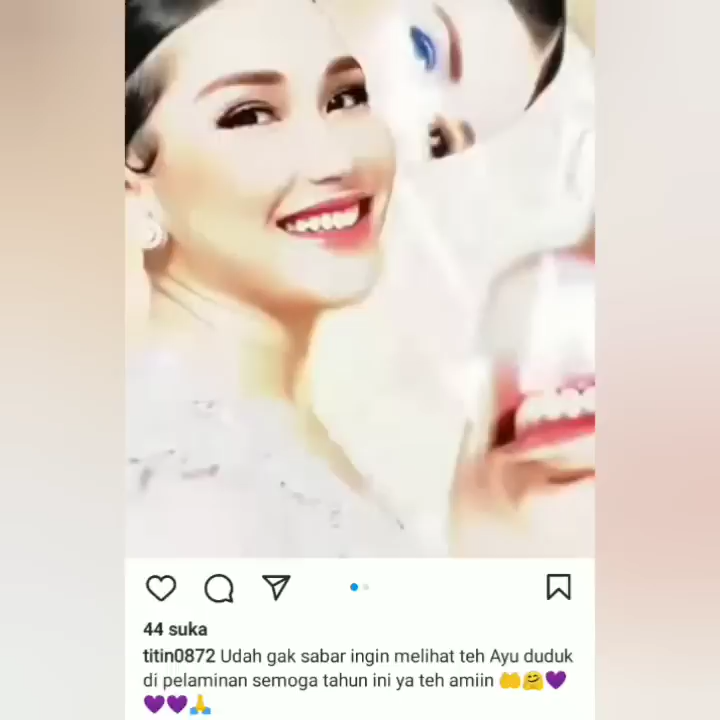 44 suka
titin0872 Udah gak sabar ingin melihat teh Ayu duduk
di pelaminan semoga tahun ini ya teh amiin 🤲🤗💜
💜💜🙏